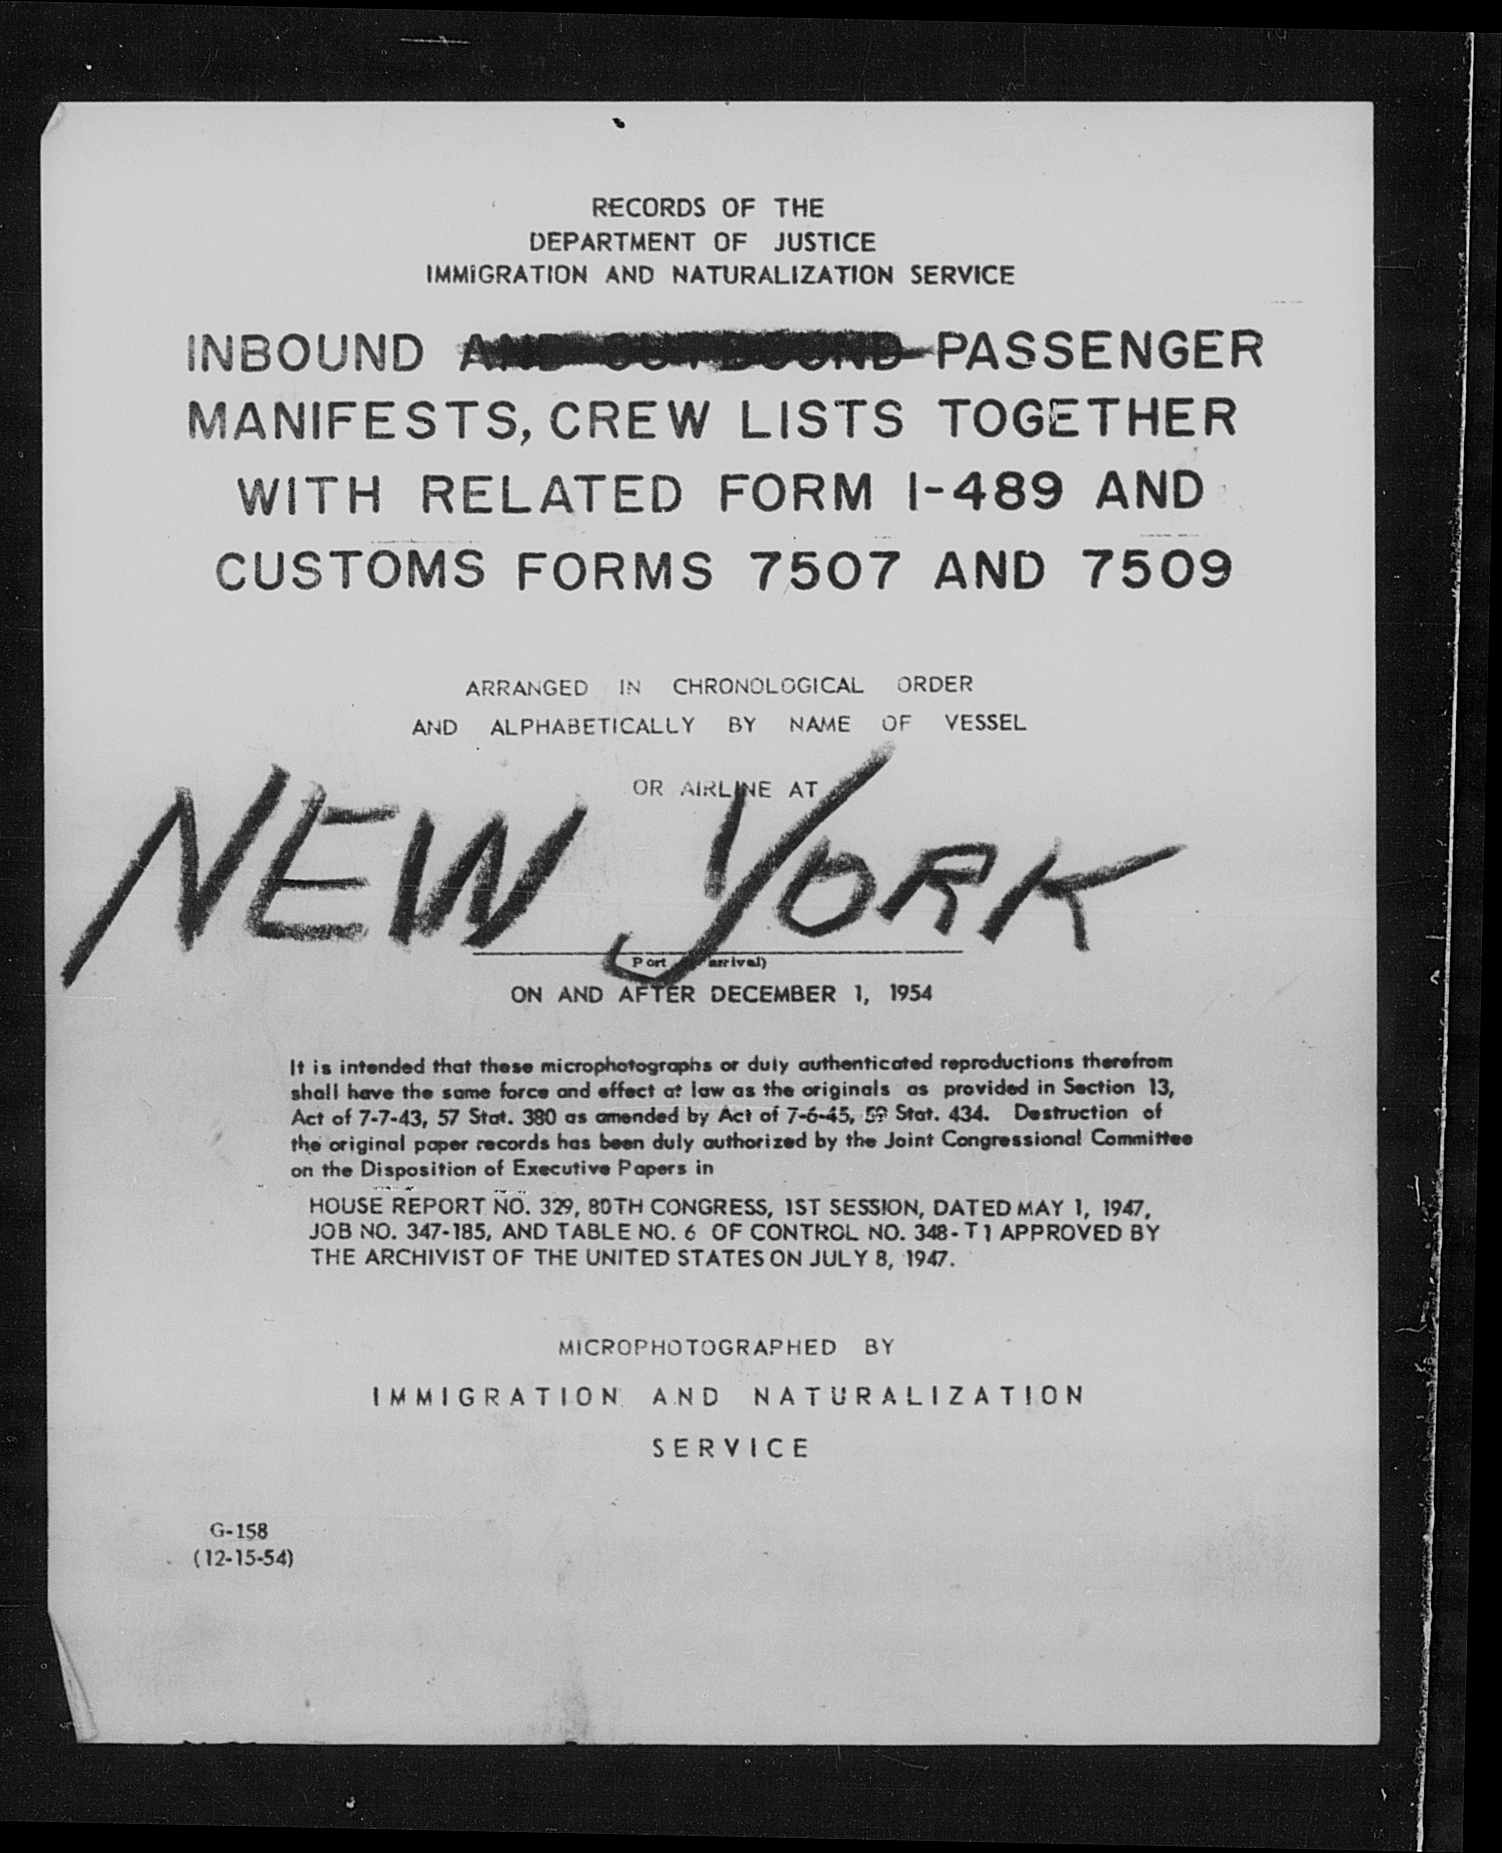 RECORDS OF THE
DEPARTMENT OF JUSTICE
IMMIGRATION AND NATURALIZATION SERVICE
INBOUND AND OUTBOUND PASSENGER
MANIFESTS, CREW LISTS TOGETHER
WITH RELATED FORM I-489 AND
CUSTOMS FORMS 7507 AND 7509
ARRANGED IN CHRONOLOGICAL ORDER
AND ALPHABETICALLY BY NAME OF VESSEL
OR AIRLINE AT
NEW YORK
Port arrival)
ON AND AFTER DECEMBER 1, 1954
It is intended that these microphotographs or duly authenticated reproductions therefrom
shall have the same force and effect at law as the originals as provided in Section 13,
Act of 7-7-43, 57 Stat. 380 as amended by Act of 7-6-45, 59 Stat. 434. Destruction of
the original paper records has been duly authorized by the Joint Congressional Committee
on the Disposition of Executive Papers in
HOUSE REPORT NO. 329, 80TH CONGRESS, 1ST SESSION, DATED MAY 1, 1947,
JOB NO. 347-185, AND TABLE NO. 6 OF CONTROL NO. 348-T1 APPROVED BY
THE ARCHIVIST OF THE UNITED STATES ON JULY 8, 1947.
MICROPHOTOGRAPHED BY
IMMIGRATION AND NATURALIZATION
SERVICE
G-158
(12-15-54)